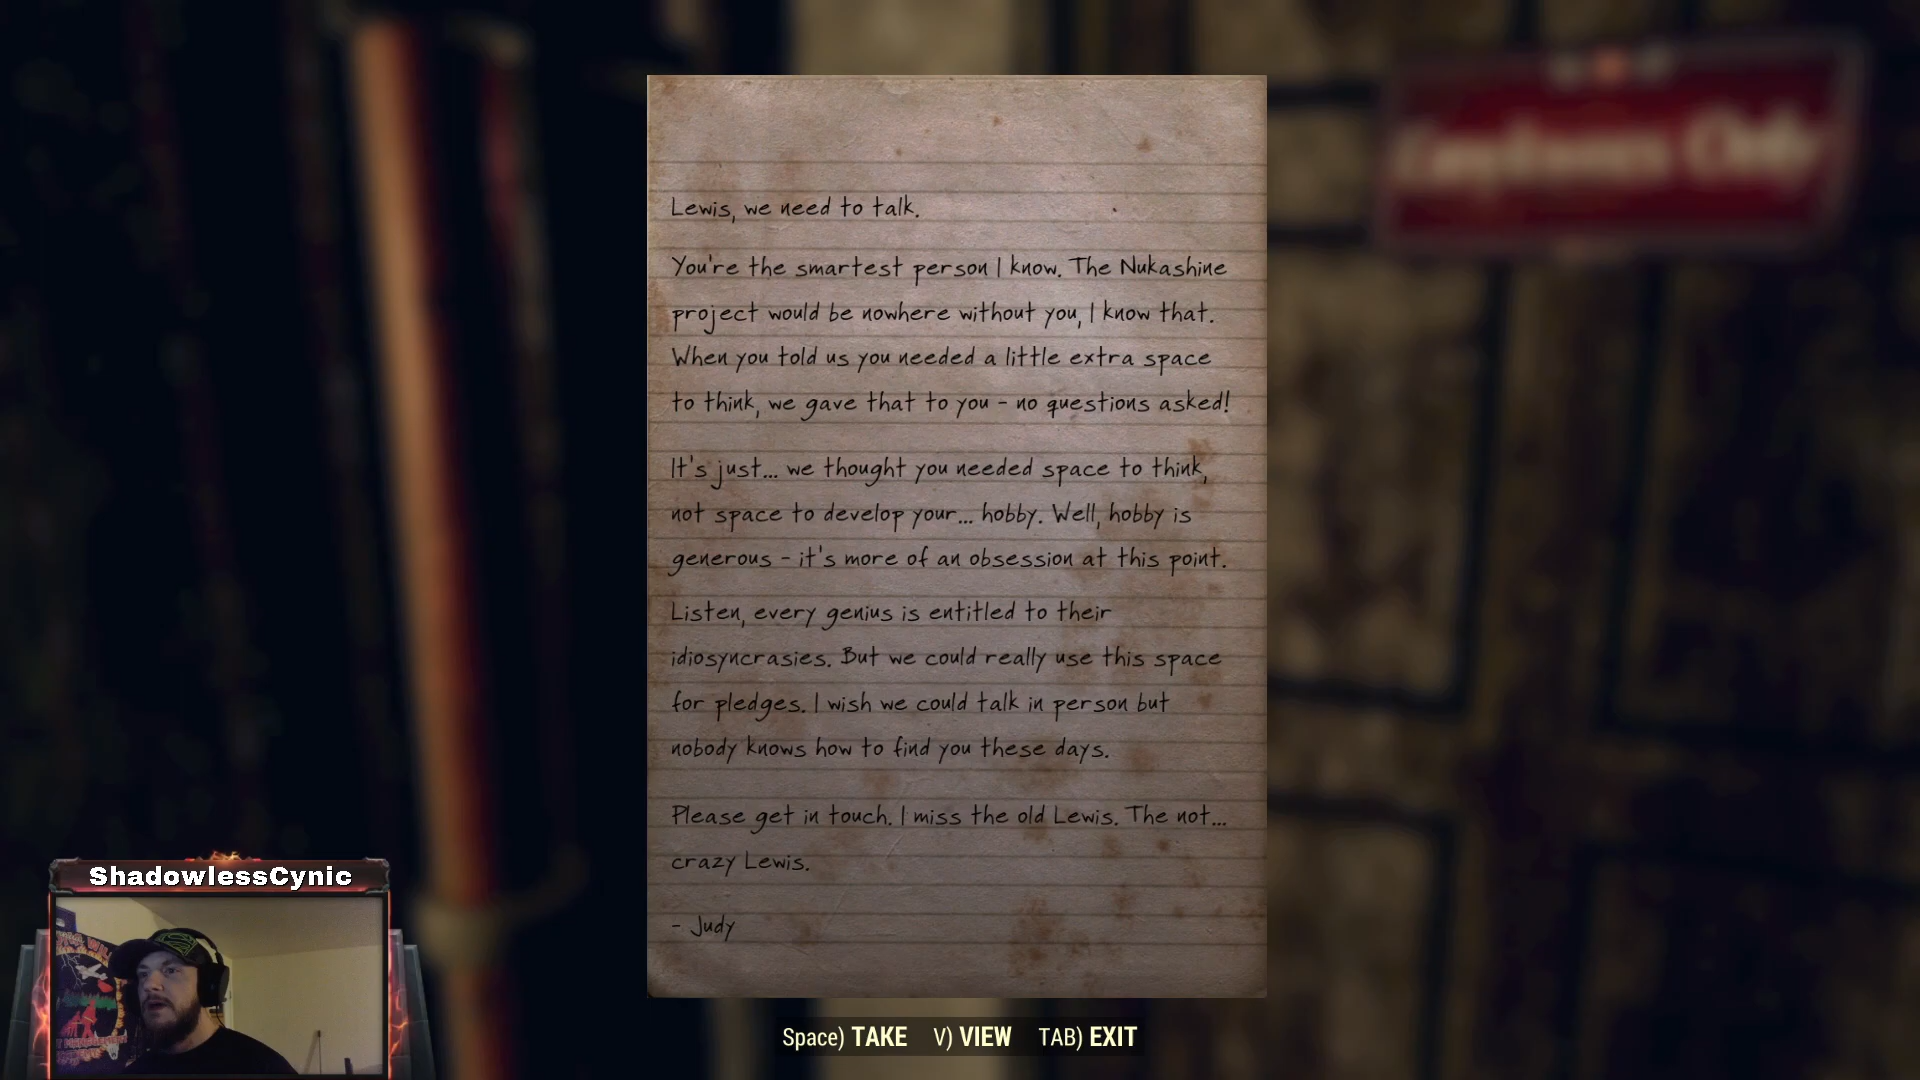 Employees Only
Lewis, we need to talk.
You're the smartest person I know. The Nukashine
project would be nowhere without you, I know that.
When you told us you needed a little extra space
to think, we gave that to you - no questions asked!
It's just... we thought you needed space to think,
not space to develop your... hobby. Well, hobby is
generous - it's more of an obsession at this point.
Listen, every genius is entitled to their
idiosyncrasies. But we could really use this space
for pledges. I wish we could talk in person but
nobody knows how to find you these days.
Please get in touch. I miss the old Lewis. The not...
crazy Lewis.
- Judy
ShadowlessCynic
Space) TAKE V) VIEW TAB) EXIT